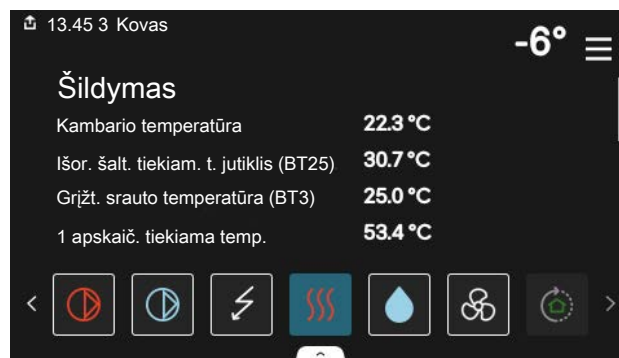 13.45 3 Kovas
-6°
Šildymas
Kambario temperatūra 22.3 °C
Išor. šalt. tiekiam. t. jutiklis (BT25) 30.7 °C
Grįžt. srauto temperatūra (BT3) 25.0 °C
1 apskaič. tiekiama temp. 53.4 °C